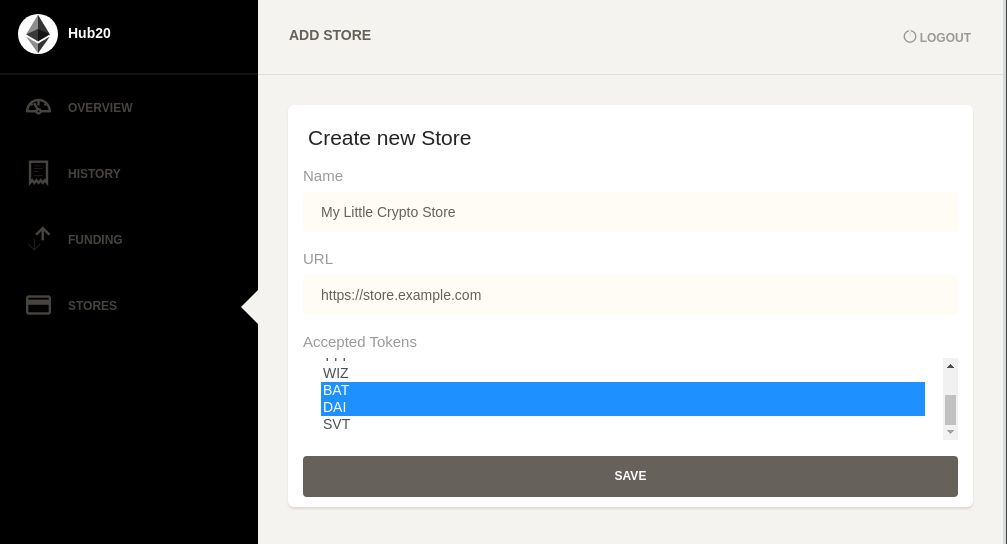 Hub20
ADD STORE
LOGOUT
OVERVIEW
HISTORY
FUNDING
STORES
Create new Store
Name
My Little Crypto Store
URL
https://store.example.com
Accepted Tokens
WIZ
BAT
DAI
SVT
SAVE